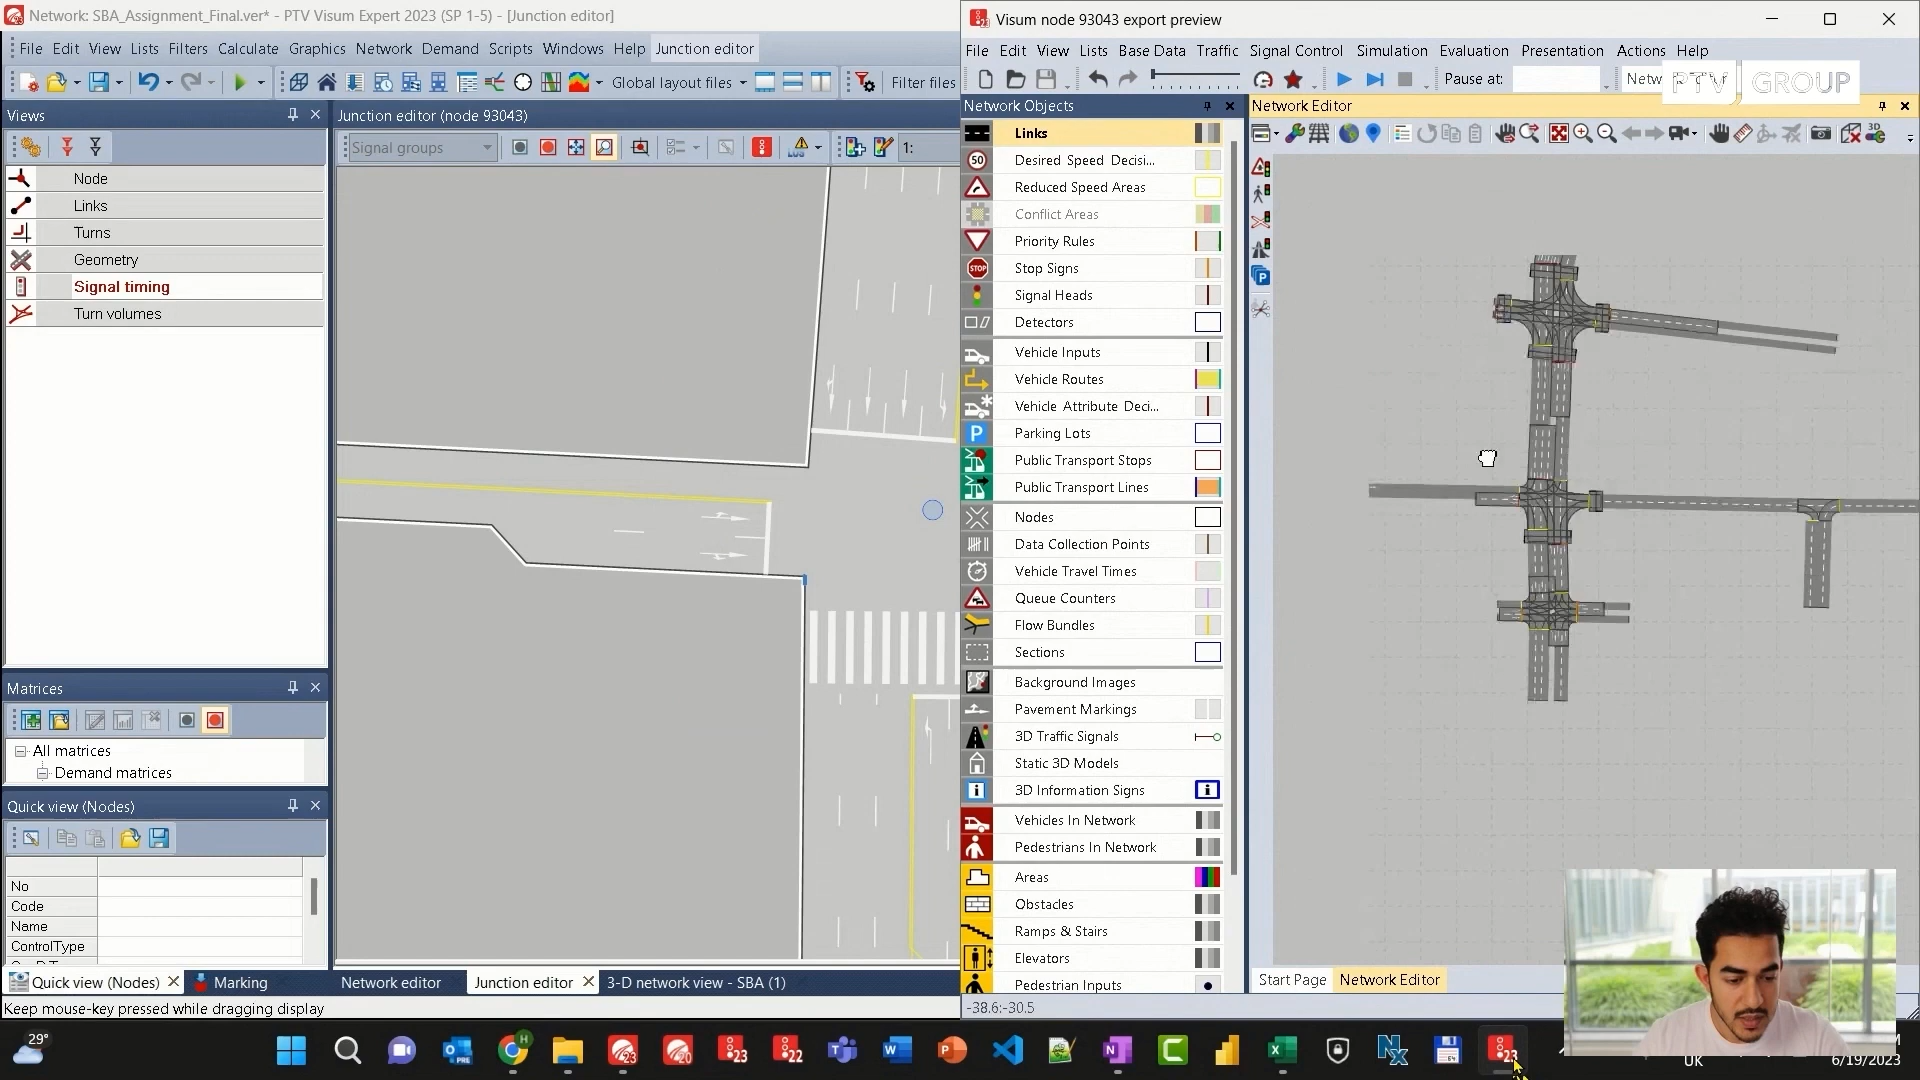 Network: SBA_Assignment_Final.ver* - PTV Visum Expert 2023 (SP 1-5) - [Junction editor]
File Edit View Lists Filters Calculate Graphics Network Demand Scripts Windows Help Junction editor
Global layout files
Filter files
Views
Node
Links
Turns
Geometry
Signal timing
Turn volumes
Matrices
All matrices
Demand matrices
Quick view (Nodes)
No
Code
Name
ControlType
Quick view (Nodes)
Marking
Junction editor (node 93043)
Signal groups
1:
Network editor
Junction editor
3-D network view - SBA (1)
Keep mouse-key pressed while dragging display
Visum node 93043 export preview
File Edit View Lists Base Data Traffic Signal Control Simulation Evaluation Presentation Actions Help
Pause at:
PTV GROUP
Network Objects
Links
50
Desired Speed Decisi...
Reduced Speed Areas
Conflict Areas
Priority Rules
STOP
Stop Signs
Signal Heads
Detectors
Vehicle Inputs
Vehicle Routes
Vehicle Attribute Deci...
P
Parking Lots
Public Transport Stops
Public Transport Lines
Nodes
Data Collection Points
Vehicle Travel Times
Queue Counters
Flow Bundles
Sections
Background Images
Pavement Markings
3D Traffic Signals
Static 3D Models
3D Information Signs
Vehicles In Network
Pedestrians In Network
Areas
Obstacles
Ramps & Stairs
Elevators
Pedestrian Inputs
Network Editor
3D
Start Page
Network Editor
-38.6:-30.5
29°
23
20
23
22
23
UK
6/19/2023